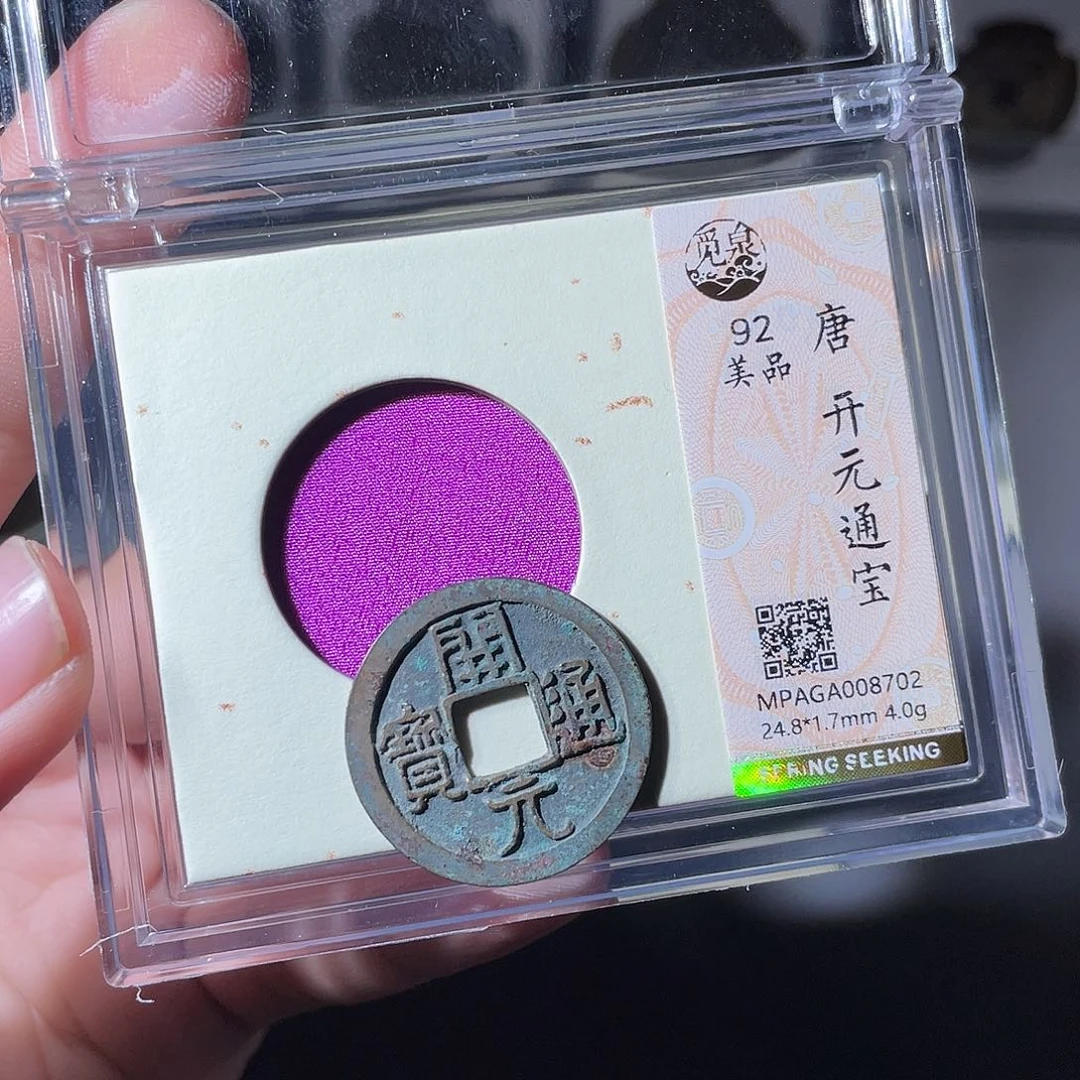 觅泉
92
美品
唐 开元通宝
MPAGA008702
24.8*1.7mm 4.0g
SPRING SEEKING
開元通寶